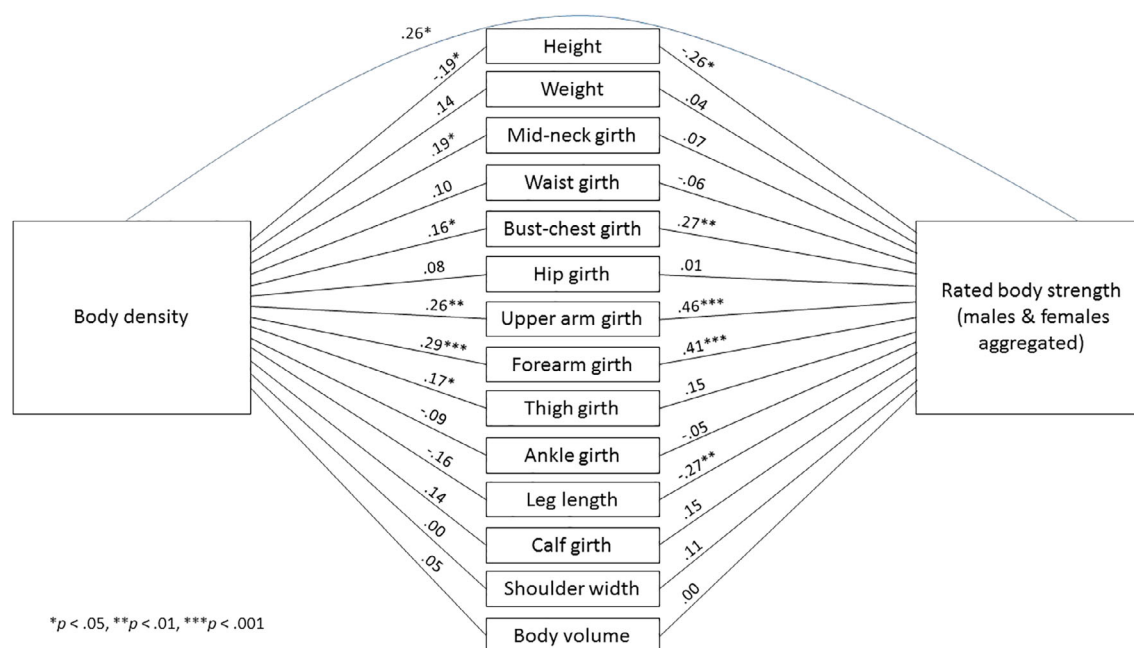 .26*
Height
-.19*
-.26*
Weight
.14
.04
Mid-neck girth
.19*
.07
Waist girth
.10
-.06
Bust-chest girth
.16*
.27**
Hip girth
.08
.01
Upper arm girth
.26**
.46***
Forearm girth
.29***
.41***
Thigh girth
.17*
.15
Ankle girth
-.09
-.05
Leg length
-.16
-.27**
Calf girth
.14
.15
Shoulder width
.00
.11
Body volume
.05
.00
Body density
Rated body strength
(males & females
aggregated)
*p < .05, **p < .01, ***p < .001